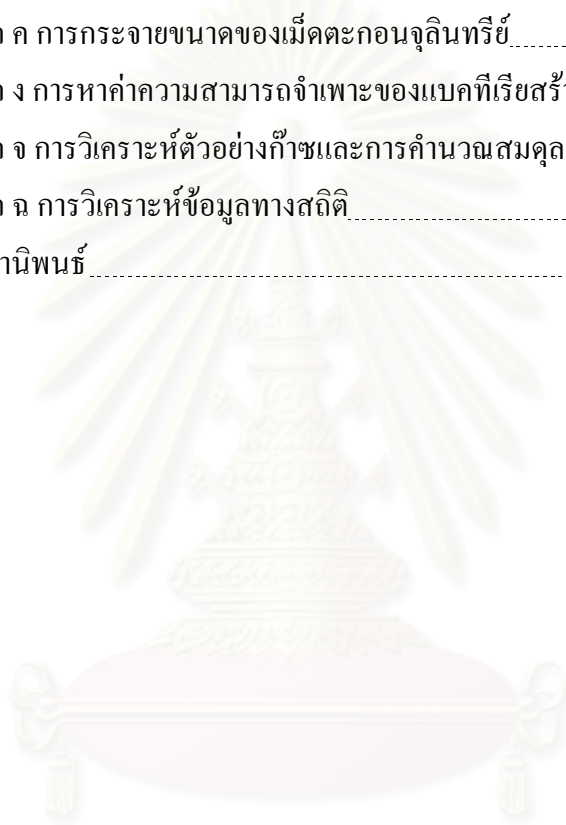 ค การกระจายขนาดของเม็ดตะกอนจุลินทรีย์
ง การหาค่าความสามารถจำเพาะของแบคทีเรียสร้า
จ การวิเคราะห์ตัวอย่างก๊าซและการคำนวณสมดุล
ฉ การวิเคราะห์ข้อมูลทางสถิติ
านิพนธ์